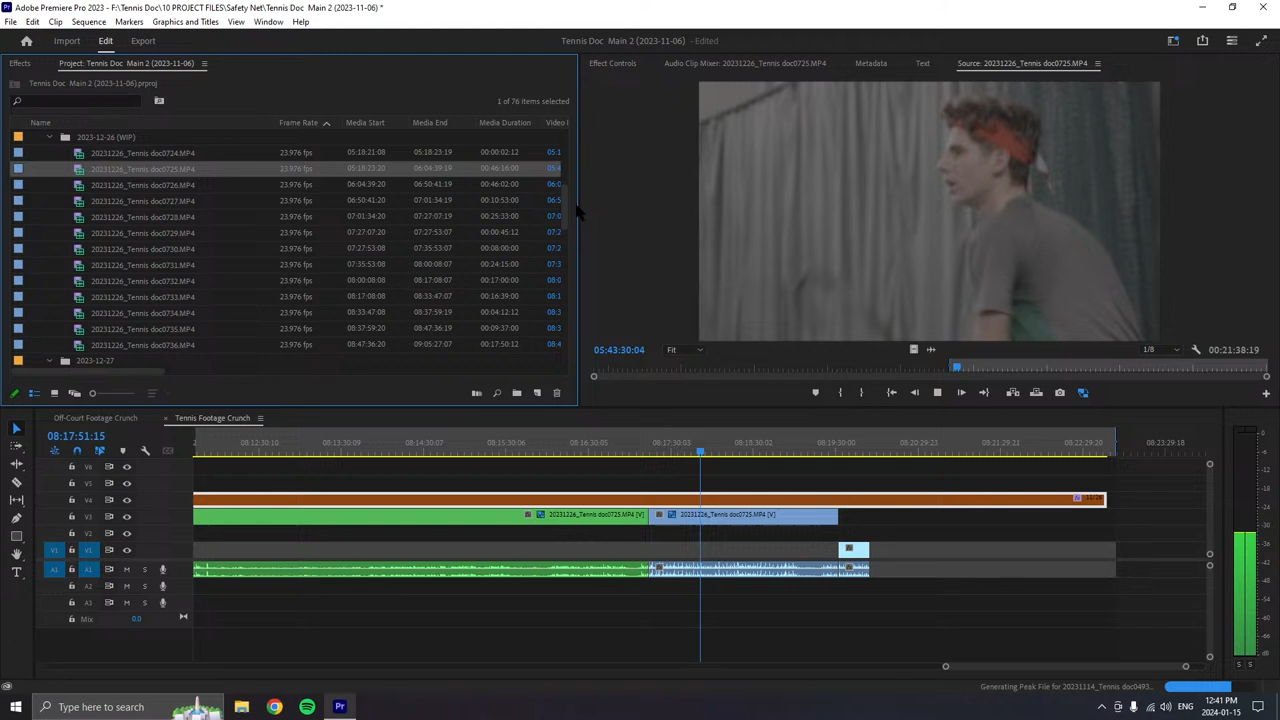 Adobe Premiere Pro 2023 - F:\Tennis Doc\10 PROJECT FILES\Safety Net\Tennis Doc Main 2 (2023-11-06) *
File Edit Clip Sequence Markers Graphics and Titles View Window Help
Import Edit Export Tennis Doc Main 2 (2023-11-06) - Edited
Effects Project: Tennis Doc Main 2 (2023-11-06) Effect Controls Audio Clip Mixer: 20231226_Tennis doc0725.MP4 Metadata Text Source: 20231226_Tennis doc0725.MP4
Tennis Doc Main 2 (2023-11-06).prproj
1 of 76 items selected
Name Frame Rate Media Start Media End Media Duration Video I
2023-12-26 (WIP)
20231226_Tennis doc0724.MP4 23.976 fps 05:18:21:08 05:18:23:19 00:00:02:12 05:1
20231226_Tennis doc0725.MP4 23.976 fps 05:18:23:20 06:04:39:19 00:46:16:00 05:4
20231226_Tennis doc0726.MP4 23.976 fps 06:04:39:20 06:50:41:19 00:46:02:00 06:0
20231226_Tennis doc0727.MP4 23.976 fps 06:50:41:20 07:01:34:19 00:10:53:00 06:5
20231226_Tennis doc0728.MP4 23.976 fps 07:01:34:20 07:27:07:19 00:25:33:00 07:0
20231226_Tennis doc0729.MP4 23.976 fps 07:27:07:20 07:27:53:07 00:00:45:12 07:2
20231226_Tennis doc0730.MP4 23.976 fps 07:27:53:08 07:35:53:07 00:08:00:00 07:2
20231226_Tennis doc0731.MP4 23.976 fps 07:35:53:08 08:00:08:07 00:24:15:00 07:3
20231226_Tennis doc0732.MP4 23.976 fps 08:00:08:08 08:17:08:07 00:17:00:00 08:0
20231226_Tennis doc0733.MP4 23.976 fps 08:17:08:08 08:33:47:07 00:16:39:00 08:1
20231226_Tennis doc0734.MP4 23.976 fps 08:33:47:08 08:37:59:19 00:04:12:12 08:3
20231226_Tennis doc0735.MP4 23.976 fps 08:37:59:20 08:47:36:19 00:09:37:00 08:3
20231226_Tennis doc0736.MP4 23.976 fps 08:47:36:20 09:05:27:07 00:17:50:12 08:4
2023-12-27
05:43:30:04 Fit 1/8 00:21:38:19
Off-Court Footage Crunch × Tennis Footage Crunch
08:17:51:15
08:12:30:10 08:13:30:09 08:14:30:07 08:15:30:06 08:16:30:05 08:17:30:03 08:18:30:02 08:19:30:00 08:20:29:23 08:21:29:21 08:22:29:20 08:23:29:18
V6
V5
V4
V3 20231226_Tennis doc0725.MP4 [V] 20231226_Tennis doc0725.MP4 [V]
V2
V1 V1
A1 A1 M S
A2 M S
A3 M S
Mix 0.0
0
-6
-12
-18
-24
-30
-36
-42
-48
-54
dB
S S
Generating Peak File for 20231114_Tennis doc0493...
Type here to search
ENG
12:41 PM
2024-01-15